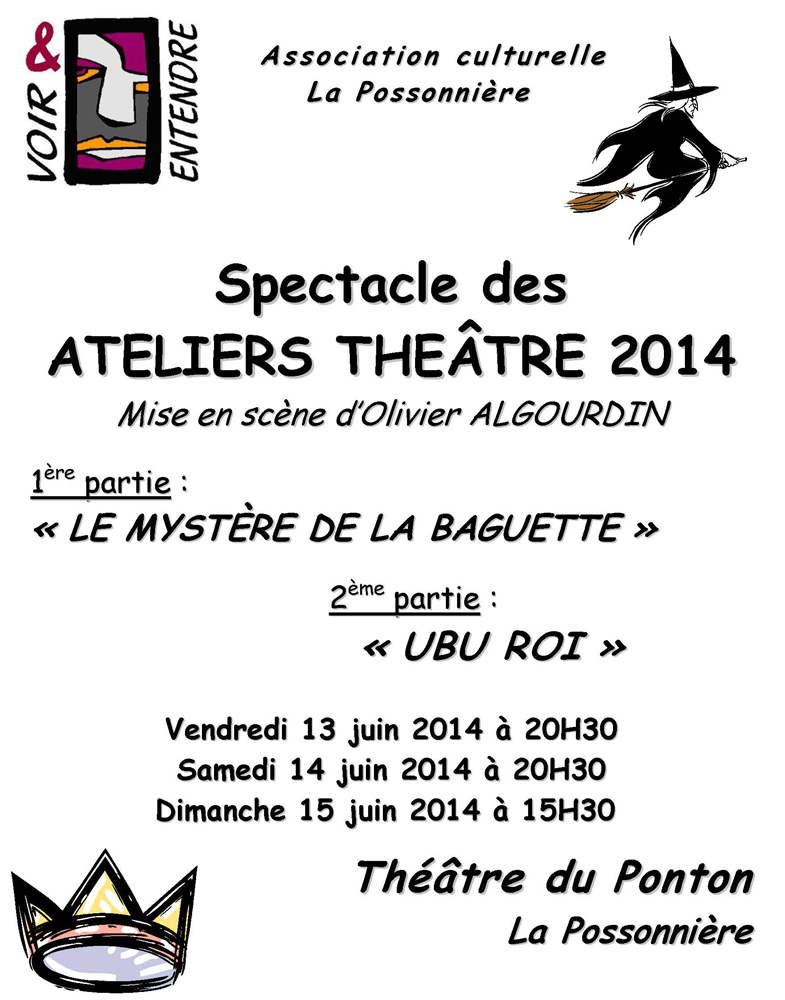 VOIR & ENTENDRE
Association culturelle
La Possonnière
Spectacle des
ATELIERS THEÂTRE 2014
Mise en scène d'Olivier ALGOURDIN
1ère partie :
« LE MYSTÈRE DE LA BAGUETTE »
2ème partie :
« UBU ROI »
Vendredi 13 juin 2014 à 20H30
Samedi 14 juin 2014 à 20H30
Dimanche 15 juin 2014 à 15H30
Théâtre du Ponton
La Possonnière